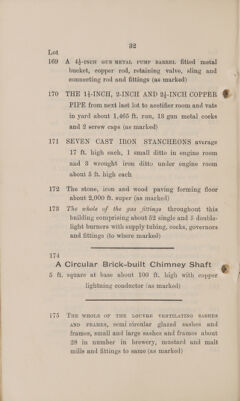 32
Lot
169 A 4½-INCH GUN METAL PUMP BARREL fitted metal
bucket, copper rod, retaining valve, sling and
connecting rod and fittings (as marked)
170 THE 1½-INCH, 2-INCH AND 2½-INCH COPPER
PIPE from next last lot to acetifier room and vats
in yard about 1,465 ft. run, 18 gun metal cocks
and 2 screw caps (as marked)
171 SEVEN CAST IRON STANCHEONS average
17 ft. high each, 1 small ditto in engine room
and 3 wrought iron ditto under engine room
about 5 ft. high each
172 The stone, iron and wood paving forming floor
about 2,000 ft. super (as marked)
173 The whole of the gas fittings throughout this
building comprising about 52 single and 5 double-
light burners with supply tubing, cocks, governors
and fittings (to where marked)
174
A Circular Brick-built Chimney Shaft
5 ft. square at base about 100 ft. high with copper
lightning conductor (as marked)
175 THE WHOLE OF THE LOUVRE VENTILATING SASHES
AND FRAMES, semi circular glazed sashes and
frames, small and large sashes and frames about
28 in number in brewery, mustard and malt
mills and fittings to same (as marked)